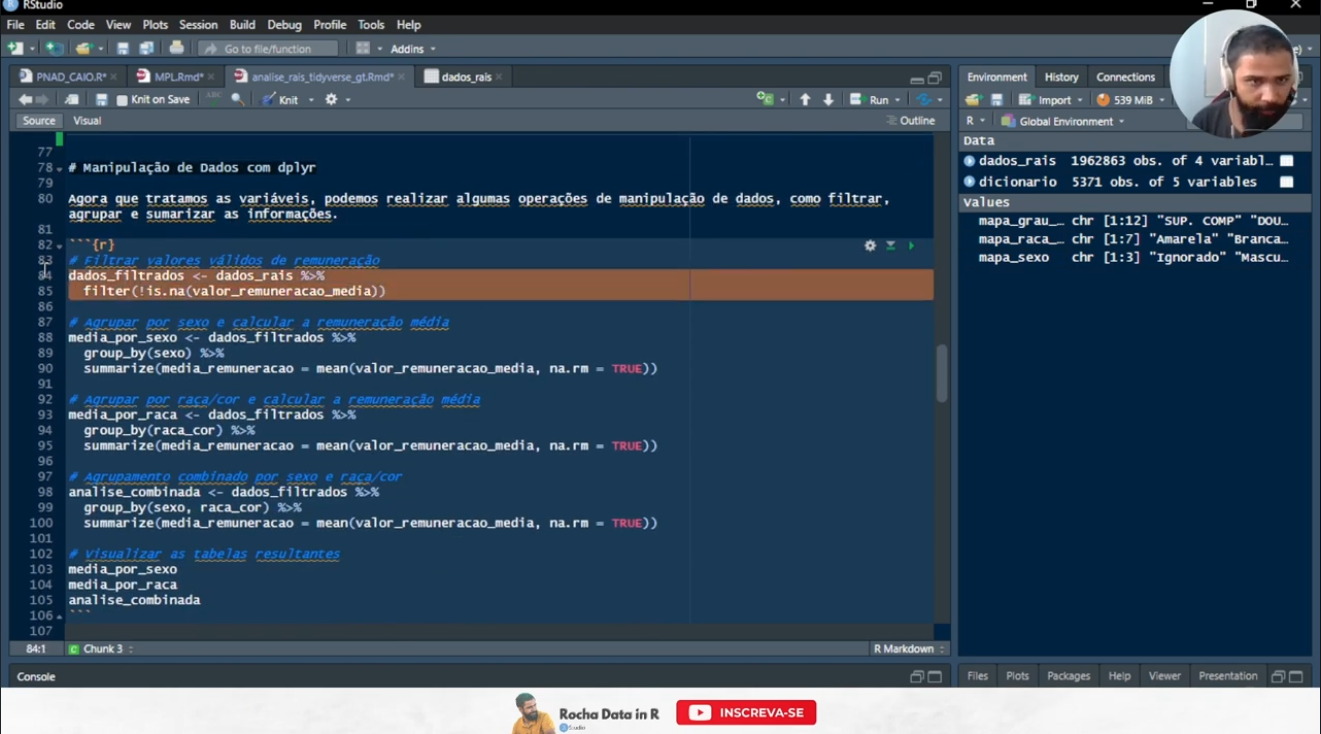 RStudio
File Edit Code View Plots Session Build Debug Profile Tools Help
Go to file/function Addins
PNAD_CAIO.R* MPL.Rmd* analise_rais_tidyverse_gt.Rmd* dados_rais
Knit on Save Knit Run
Source Visual Outline
77
78 # Manipulação de Dados com dplyr
79
80 Agora que tratamos as variáveis, podemos realizar algumas operações de manipulação de dados, como filtrar,
agrupar e sumarizar as informações.
81
82 ```{r}
83 # Filtrar valores válidos de remuneração
84 dados_filtrados <- dados_rais %>%
85 filter(!is.na(valor_remuneracao_media))
86
87 # Agrupar por sexo e calcular a remuneração média
88 media_por_sexo <- dados_filtrados %>%
89 group_by(sexo) %>%
90 summarize(media_remuneracao = mean(valor_remuneracao_media, na.rm = TRUE))
91
92 # Agrupar por raça/cor e calcular a remuneração média
93 media_por_raca <- dados_filtrados %>%
94 group_by(raca_cor) %>%
95 summarize(media_remuneracao = mean(valor_remuneracao_media, na.rm = TRUE))
96
97 # Agrupamento combinado por sexo e raça/cor
98 analise_combinada <- dados_filtrados %>%
99 group_by(sexo, raca_cor) %>%
100 summarize(media_remuneracao = mean(valor_remuneracao_media, na.rm = TRUE))
101
102 # Visualizar as tabelas resultantes
103 media_por_sexo
104 media_por_raca
105 analise_combinada
106 ```
107
84:1 Chunk 3 R Markdown
Console
Environment History Connections
Import 539 MiB
R Global Environment
Data
dados_rais 1962863 obs. of 4 variabl…
dicionario 5371 obs. of 5 variables
Values
mapa_grau_… chr [1:12] "SUP. COMP" "DOU…
mapa_raca_… chr [1:7] "Amarela" "Branca…
mapa_sexo chr [1:3] "Ignorado" "Mascu…
Files Plots Packages Help Viewer Presentation
Rocha Data in R
RStudio
INSCREVA-SE